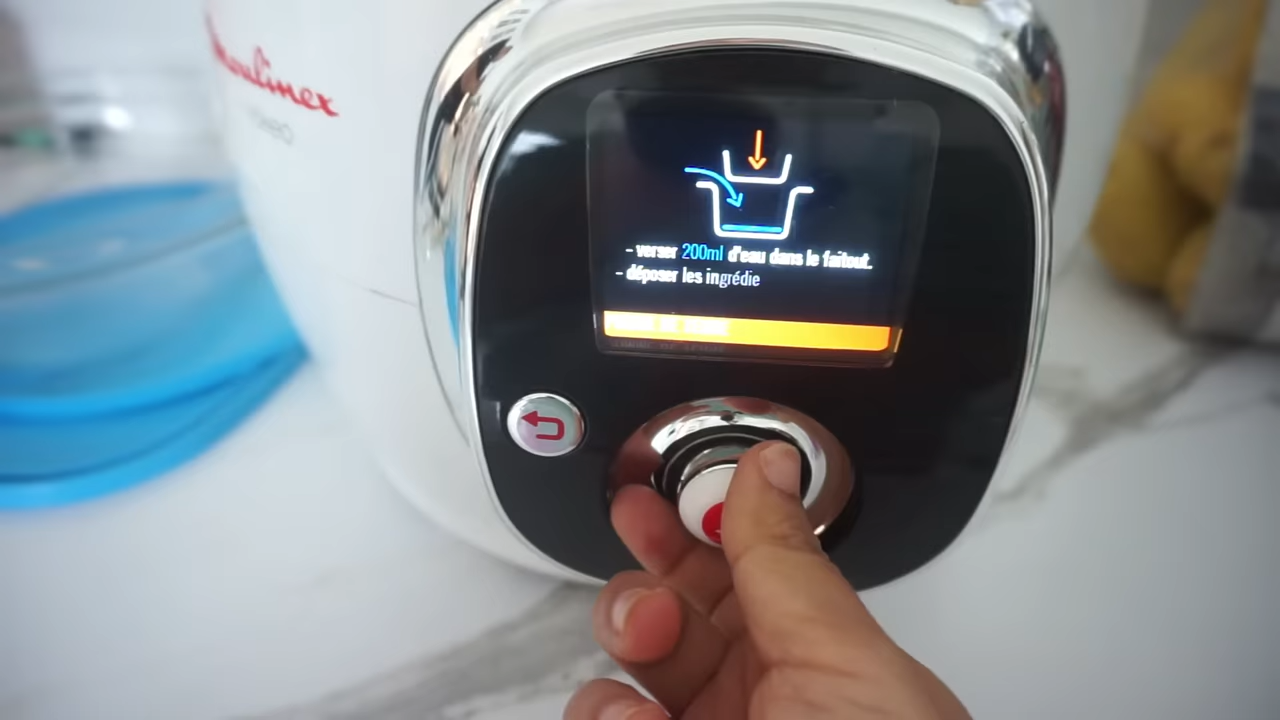 Moulinex
- verser 200ml d'eau dans le faitout.
- déposer les ingrédie